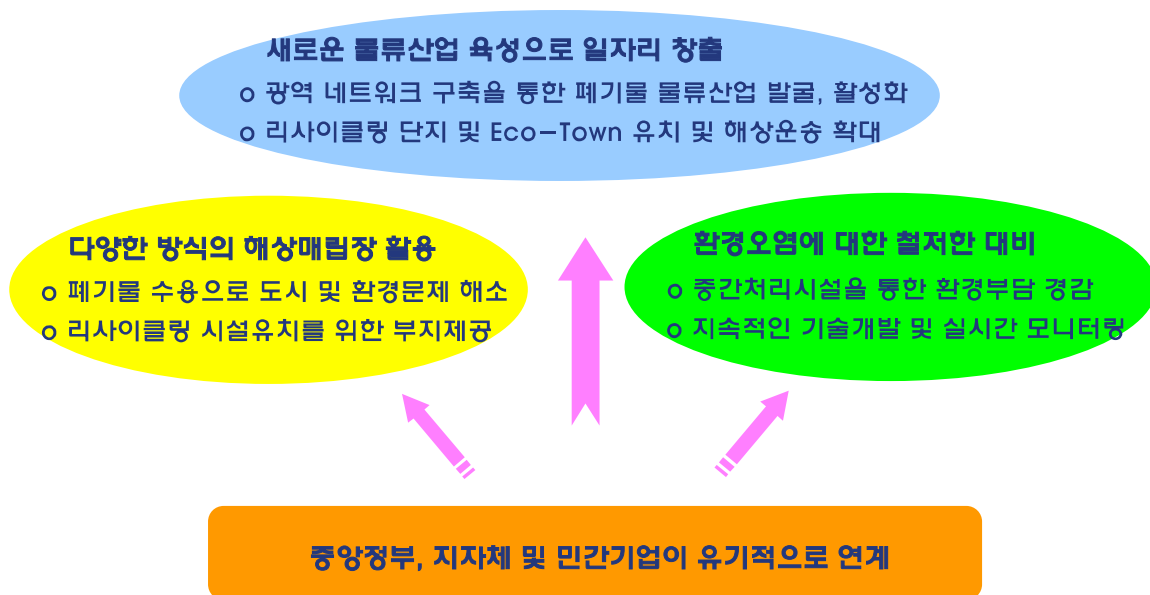 새로운 물류산업 육성으로 일자리 창출
o 광역 네트워크 구축을 통한 폐기물 물류산업 발굴, 활성화
o 리사이클링 단지 및 Eco-Town 유치 및 해상운송 확대
다양한 방식의 해상매립장 활용
o 폐기물 수용으로 도시 및 환경문제 해소
o 리사이클링 시설유치를 위한 부지제공
환경오염에 대한 철저한 대비
o 중간처리시설을 통한 환경부담 경감
o 지속적인 기술개발 및 실시간 모니터링
중앙정부, 지자체 및 민간기업이 유기적으로 연계